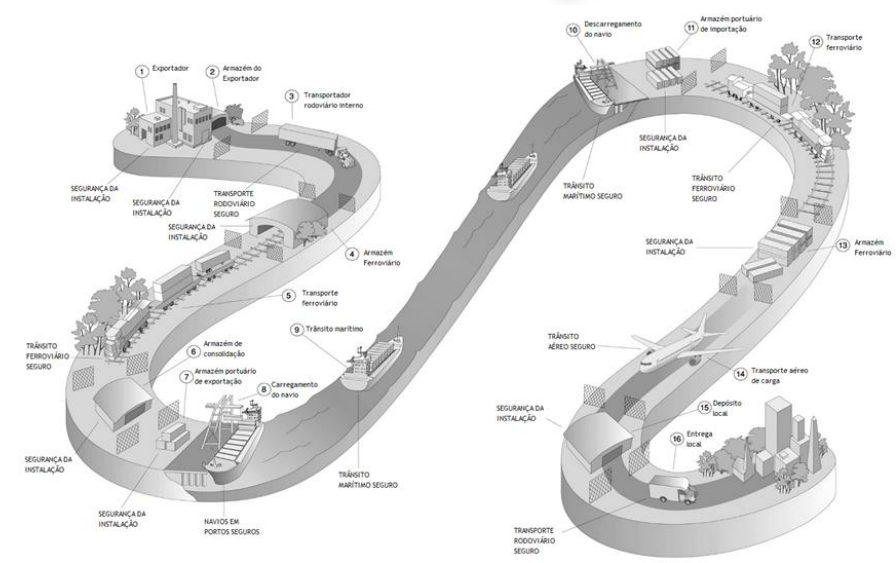 1 Exportador
2 Armazém do
Exportador
3 Transportador
rodoviário interno
SEGURANÇA DA
INSTALAÇÃO
SEGURANÇA DA
INSTALAÇÃO
TRANSPORTE
RODOVIÁRIO
SEGURO
SEGURANÇA DA
INSTALAÇÃO
4 Armazém
Ferroviário
5 Transporte
ferroviário
TRÂNSITO
FERROVIÁRIO
SEGURO
6 Armazém de
consolidação
7 Armazém portuário
de exportação
8 Carregamento
do navio
SEGURANÇA DA
INSTALAÇÃO
SEGURANÇA DA
INSTALAÇÃO
NAVIOS EM
PORTOS SEGUROS
9 Trânsito marítimo
TRÂNSITO
MARÍTIMO SEGURO
10 Descarregamento
do navio
11 Armazém portuário
de importação
12 Transporte
ferroviário
TRÂNSITO
MARÍTIMO SEGURO
SEGURANÇA DA
INSTALAÇÃO
TRÂNSITO
FERROVIÁRIO
SEGURO
SEGURANÇA DA
INSTALAÇÃO
13 Armazém
Ferroviário
TRÂNSITO
AÉREO SEGURO
14 Transporte aéreo
de carga
SEGURANÇA DA
INSTALAÇÃO
15 Depósito
local
16 Entrega
local
TRANSPORTE
RODOVIÁRIO
SEGURO